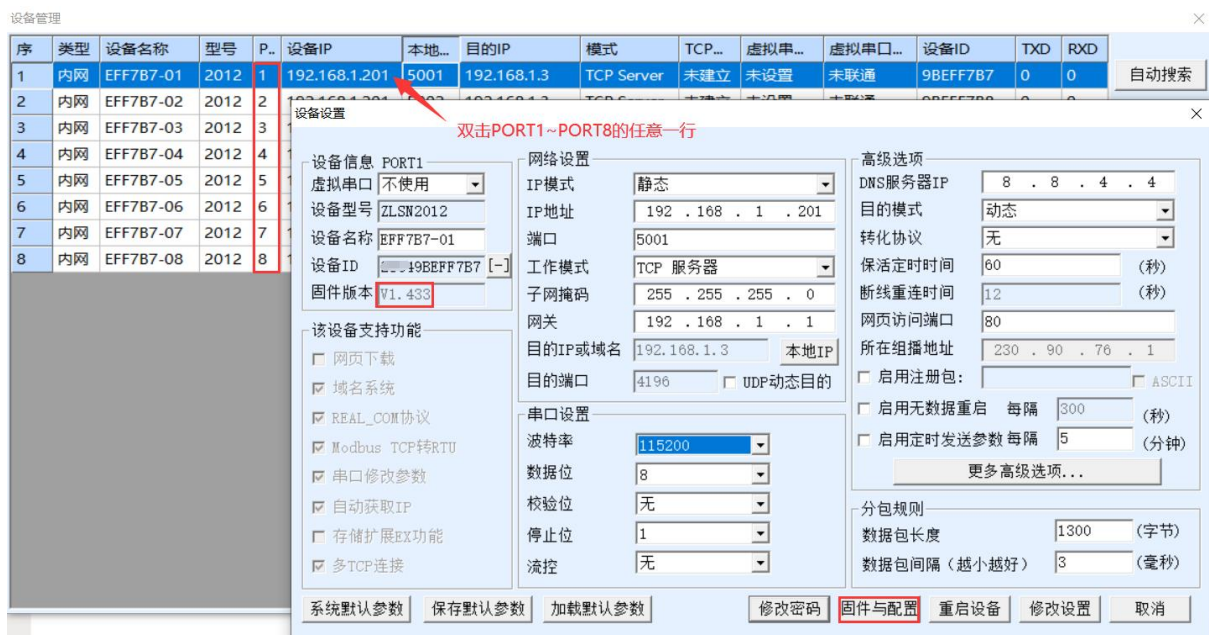 设备管理
序 类型 设备名称 型号 P.. 设备IP 本地... 目的IP 模式 TCP... 虚拟串... 虚拟串口... 设备ID TXD RXD
1 内网 EFF7B7-01 2012 1 192.168.1.201 5001 192.168.1.3 TCP Server 未建立 未设置 未联通 9BEFF7B7 0 0
自动搜索
2 内网 EFF7B7-02 2012 2
3 内网 EFF7B7-03 2012 3
4 内网 EFF7B7-04 2012 4
5 内网 EFF7B7-05 2012 5
6 内网 EFF7B7-06 2012 6
7 内网 EFF7B7-07 2012 7
8 内网 EFF7B7-08 2012 8
双击PORT1~PORT8的任意一行
设备设置
设备信息 PORT1
虚拟串口 不使用
设备型号 ZLSN2012
设备名称 EFF7B7-01
设备ID 49BEFF7B7 [-]
固件版本 V1.433
该设备支持功能
网页下载
域名系统
REAL_COM协议
Modbus TCP转RTU
串口修改参数
自动获取IP
存储扩展EX功能
多TCP连接
网络设置
IP模式 静态
IP地址 192 .168 . 1 .201
端口 5001
工作模式 TCP 服务器
子网掩码 255 .255 .255 . 0
网关 192 .168 . 1 . 1
目的IP或域名 192.168.1.3 本地IP
目的端口 4196 UDP动态目的
串口设置
波特率 115200
数据位 8
校验位 无
停止位 1
流控 无
高级选项
DNS服务器IP 8 . 8 . 4 . 4
目的模式 动态
转化协议 无
保活定时时间 60 (秒)
断线重连时间 12 (秒)
网页访问端口 80
所在组播地址 230 . 90 . 76 . 1
启用注册包: ASCII
启用无数据重启 每隔 300 (秒)
启用定时发送参数 每隔 5 (分钟)
更多高级选项...
分包规则
数据包长度 1300 (字节)
数据包间隔（越小越好） 3 (毫秒)
系统默认参数 保存默认参数 加载默认参数 修改密码 固件与配置 重启设备 修改设置 取消